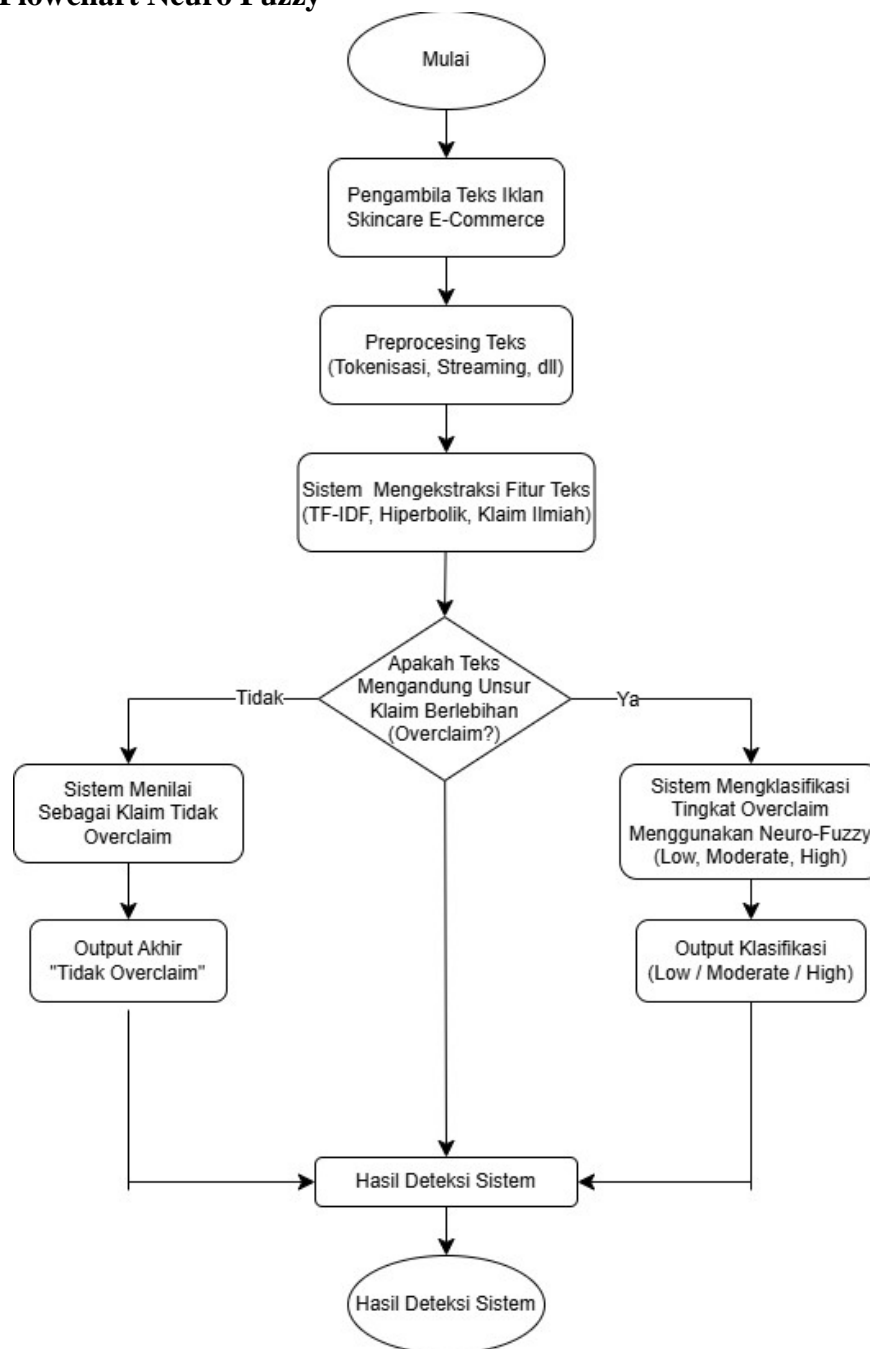 Flowchart Neuro Fuzzy
Mulai
Pengambila Teks Iklan
Skincare E-Commerce
Preprocesing Teks
(Tokenisasi, Streaming, dll)
Sistem Mengekstraksi Fitur Teks
(TF-IDF, Hiperbolik, Klaim Ilmiah)
Apakah Teks
Mengandung Unsur
Klaim Berlebihan
(Overclaim?)
Tidak
Ya
Sistem Menilai
Sebagai Klaim Tidak
Overclaim
Sistem Mengklasifikasi
Tingkat Overclaim
Menggunakan Neuro-Fuzzy
(Low, Moderate, High)
Output Akhir
"Tidak Overclaim"
Output Klasifikasi
(Low / Moderate / High)
Hasil Deteksi Sistem
Hasil Deteksi Sistem